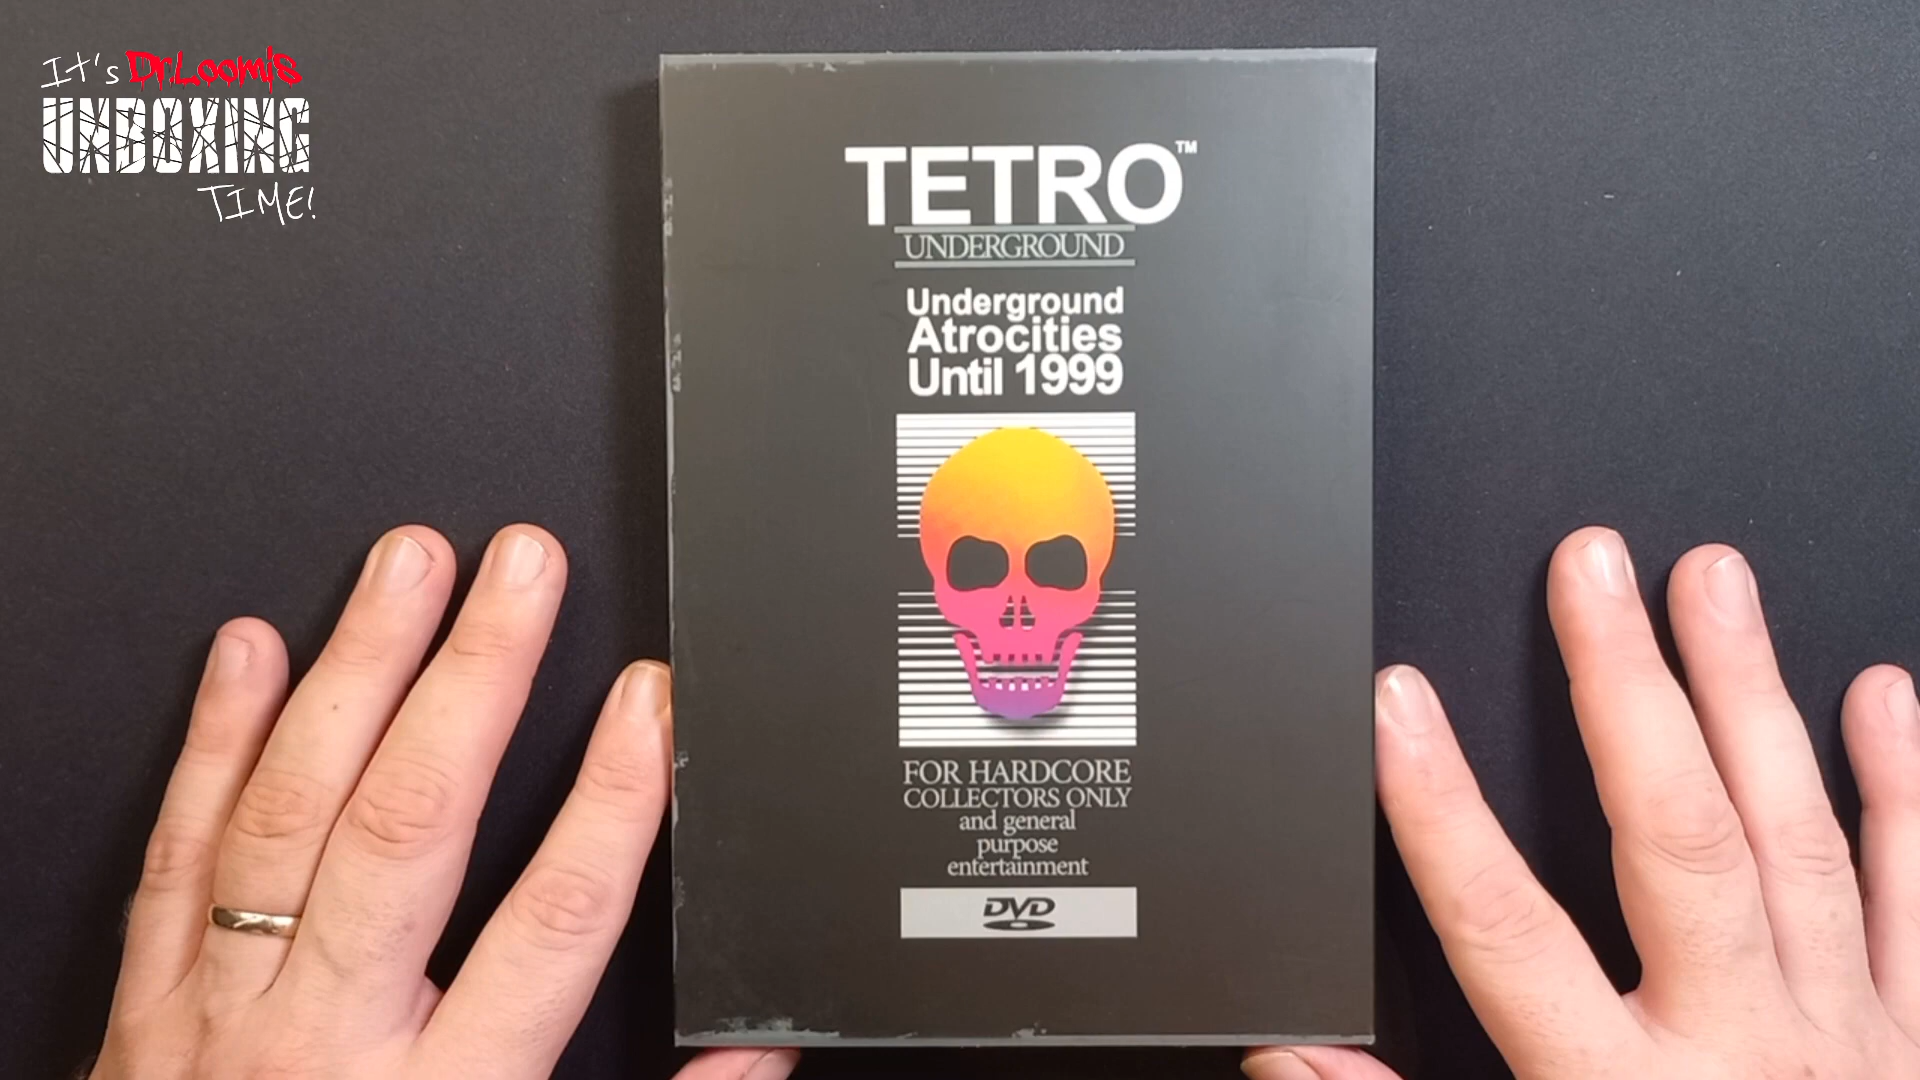 It's Dr.Loomis
UNBOXING
TIME!
TETRO™
UNDERGROUND
Underground
Atrocities
Until 1999
FOR HARDCORE
COLLECTORS ONLY
and general
purpose
entertainment
DVD